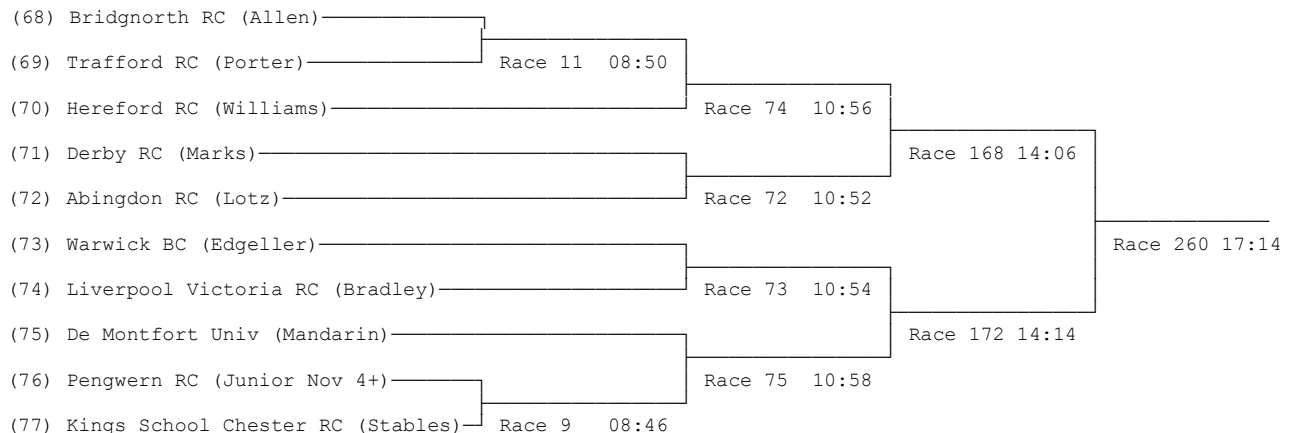 (68) Bridgnorth RC (Allen)
(69) Trafford RC (Porter) Race 11 08:50
(70) Hereford RC (Williams) Race 74 10:56
(71) Derby RC (Marks) Race 168 14:06
(72) Abingdon RC (Lotz) Race 72 10:52
(73) Warwick BC (Edgeller) Race 260 17:14
(74) Liverpool Victoria RC (Bradley) Race 73 10:54
(75) De Montfort Univ (Mandarin) Race 172 14:14
(76) Pengwern RC (Junior Nov 4+) Race 75 10:58
(77) Kings School Chester RC (Stables) Race 9 08:46